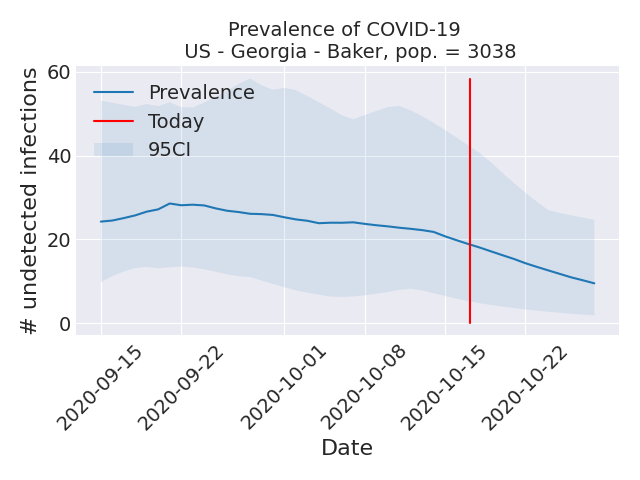 Prevalence of COVID-19
US - Georgia - Baker, pop. = 3038
# undetected infections
60
40
20
0
Prevalence
Today
95CI
2020-09-15
2020-09-22
2020-10-01
2020-10-08
2020-10-15
2020-10-22
Date